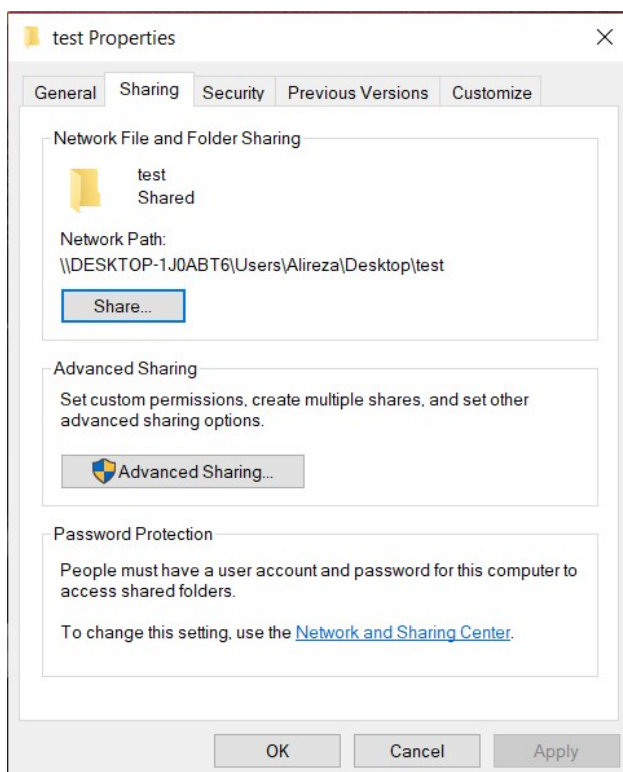 test Properties
General Sharing Security Previous Versions Customize
Network File and Folder Sharing
test
Shared
Network Path:
\\DESKTOP-1J0ABT6\Users\Alireza\Desktop\test
Share...
Advanced Sharing
Set custom permissions, create multiple shares, and set other
advanced sharing options.
Advanced Sharing...
Password Protection
People must have a user account and password for this computer to
access shared folders.
To change this setting, use the Network and Sharing Center.
OK Cancel Apply